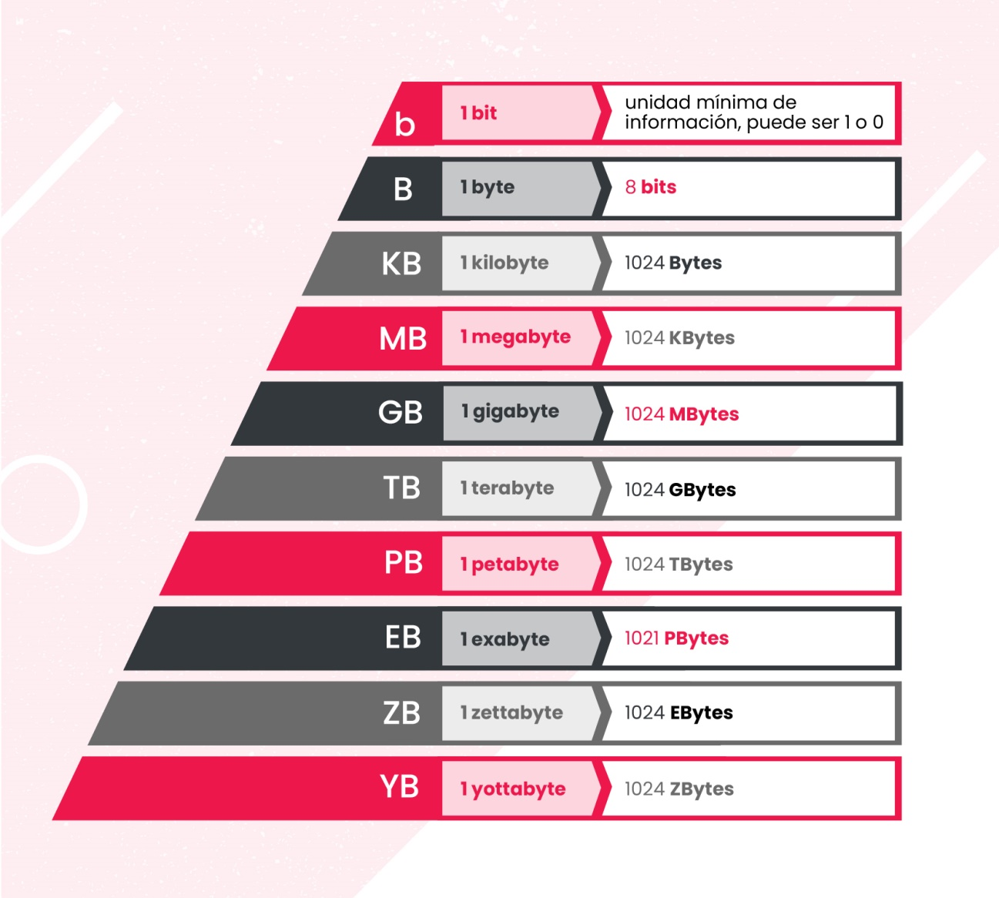 b 1 bit unidad mínima de
información, puede ser 1 o 0
B 1 byte 8 bits
KB 1 kilobyte 1024 Bytes
MB 1 megabyte 1024 KBytes
GB 1 gigabyte 1024 MBytes
TB 1 terabyte 1024 GBytes
PB 1 petabyte 1024 TBytes
EB 1 exabyte 1021 PBytes
ZB 1 zettabyte 1024 EBytes
YB 1 yottabyte 1024 ZBytes